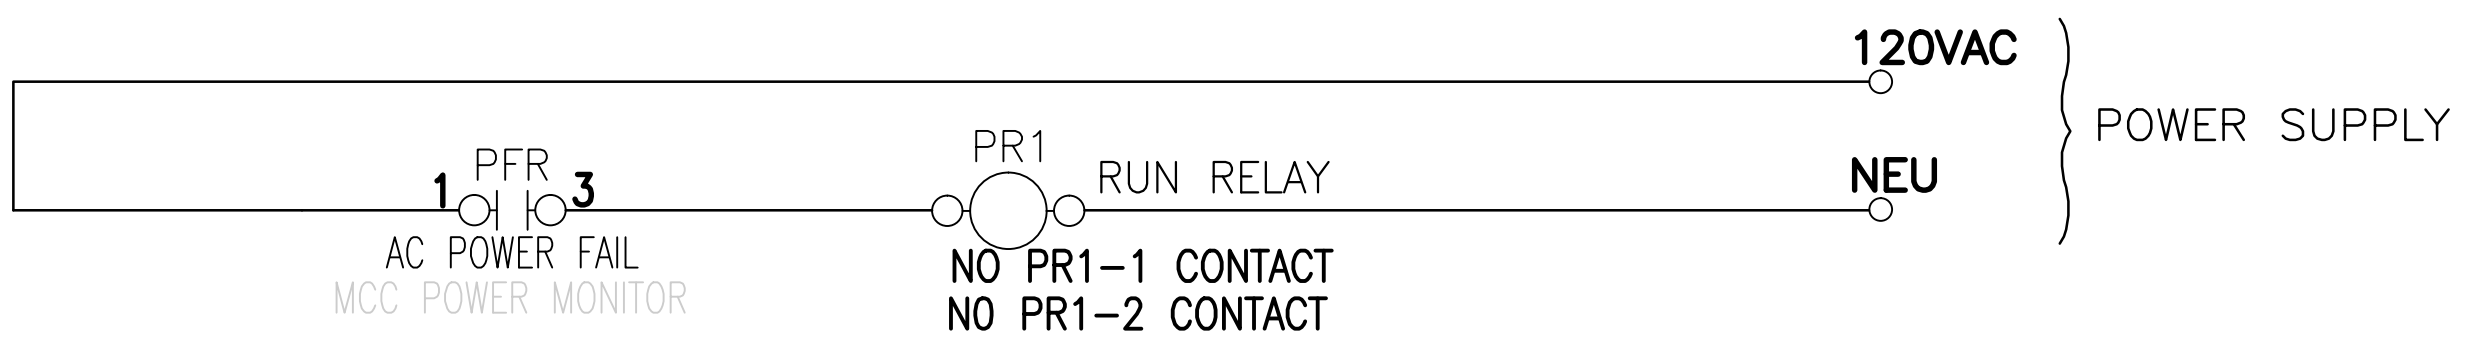 120VAC
POWER SUPPLY
PR1
PFR
RUN RELAY
NEU
1
3
AC POWER FAIL
NO PR1-1 CONTACT
MCC POWER MONITOR
NO PR1-2 CONTACT